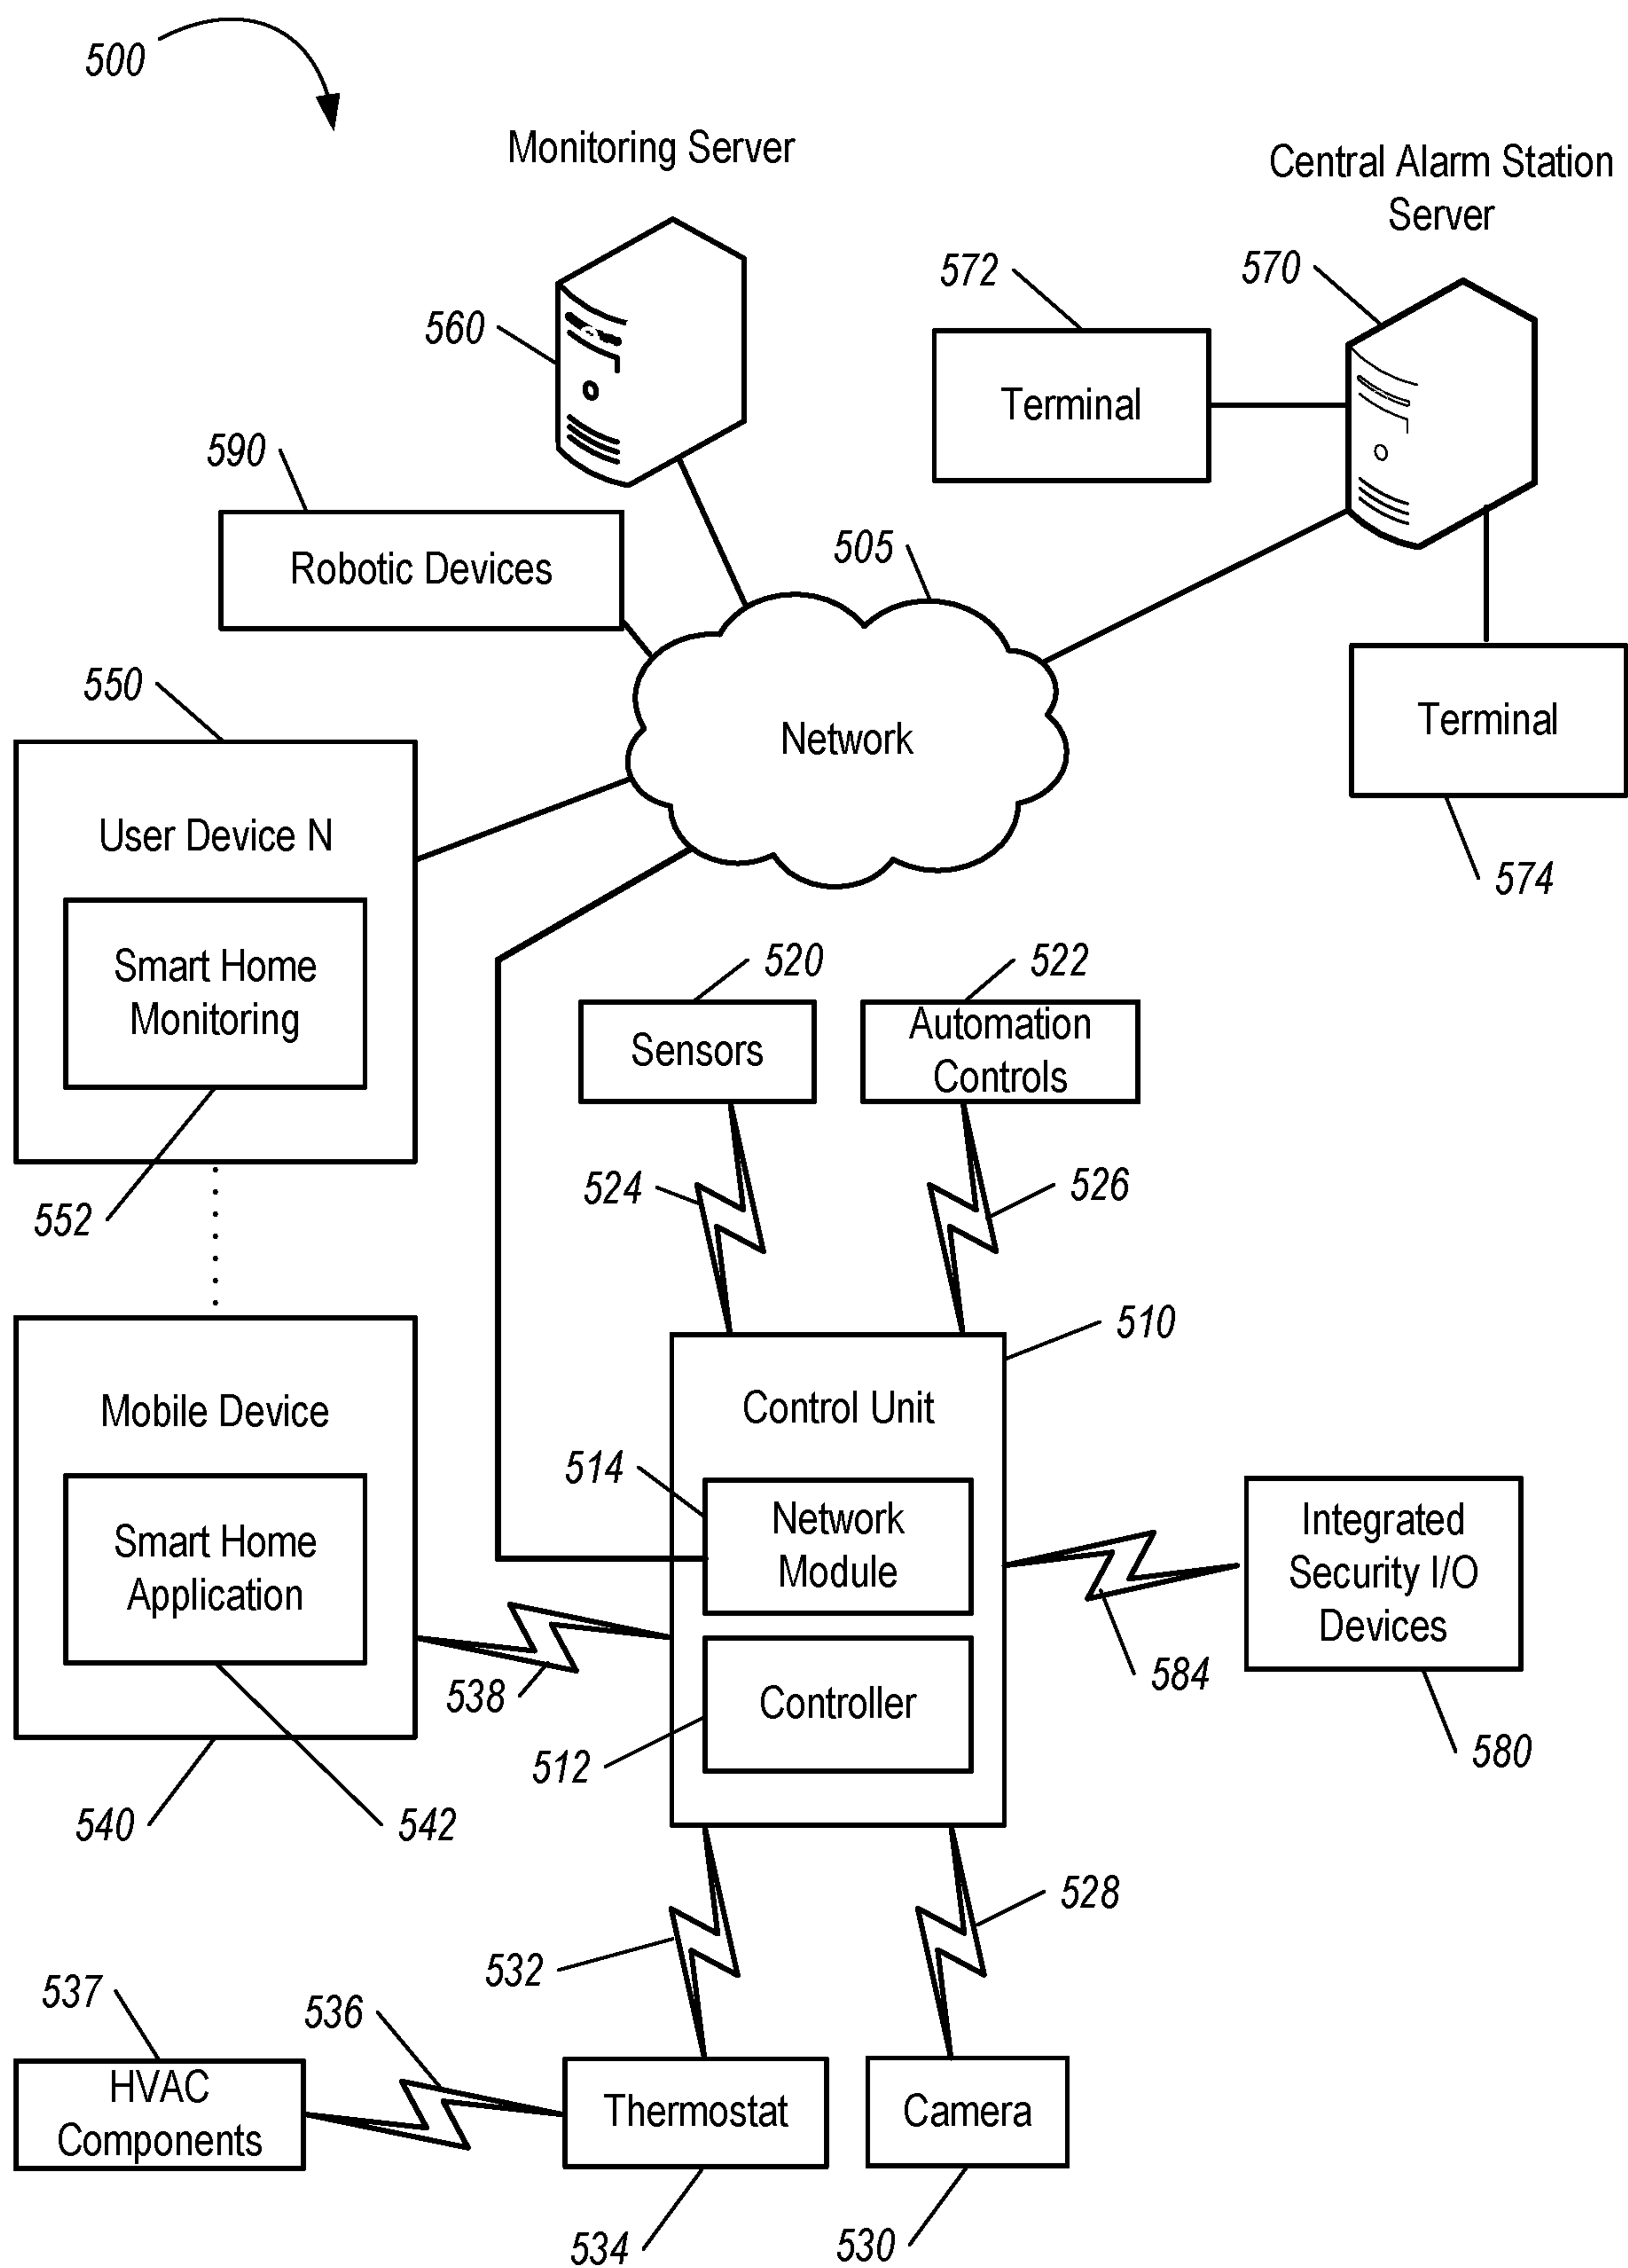 500
Monitoring Server
Central Alarm Station
Server
572
570
560
Terminal
590
505
Robotic Devices
550
Network
Terminal
User Device N
574
Smart Home
Monitoring
520
522
Sensors
Automation
Controls
524
526
552
510
Mobile Device
Control Unit
514
Network
Module
Smart Home
Application
Integrated
Security I/O
Devices
538
584
Controller
512
580
540
542
528
532
537
536
HVAC
Components
Thermostat
Camera
534
530